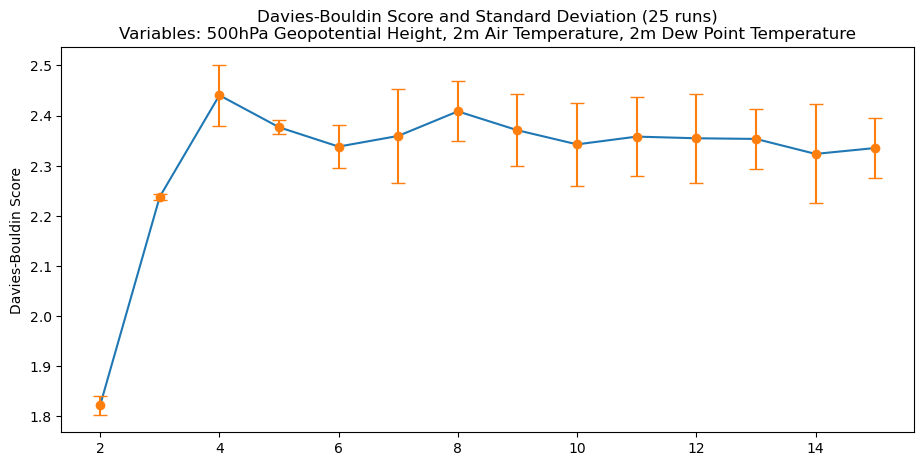 Davies-Bouldin Score and Standard Deviation (25 runs)
Variables: 500hPa Geopotential Height, 2m Air Temperature, 2m Dew Point Temperature
Davies-Bouldin Score
2.5
2.4
2.3
2.2
2.1
2.0
1.9
1.8
2 4 6 8 10 12 14